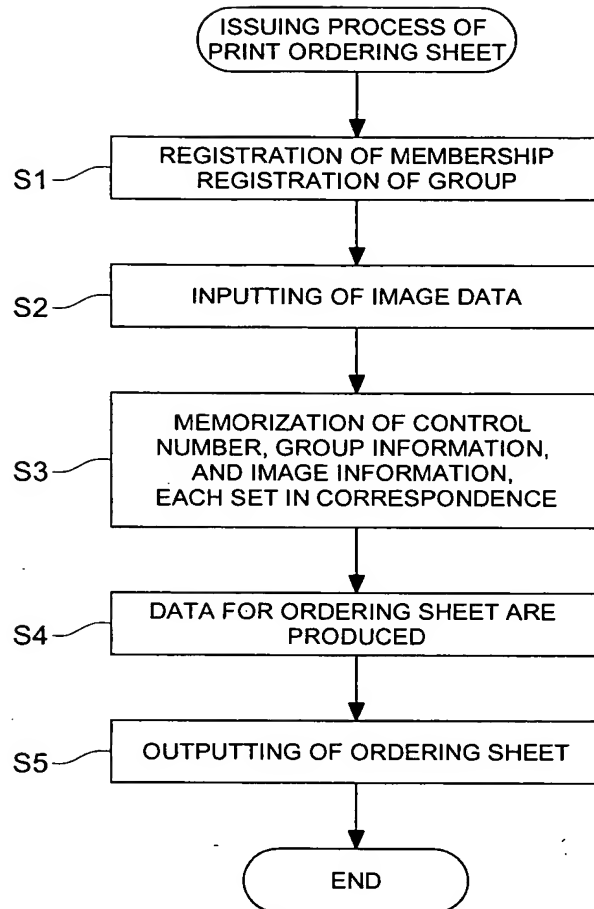 ISSUING PROCESS OF
PRINT ORDERING SHEET
S1
REGISTRATION OF MEMBERSHIP
REGISTRATION OF GROUP
S2
INPUTTING OF IMAGE DATA
S3
MEMORIZATION OF CONTROL
NUMBER, GROUP INFORMATION,
AND IMAGE INFORMATION,
EACH SET IN CORRESPONDENCE
S4
DATA FOR ORDERING SHEET ARE
PRODUCED
S5
OUTPUTTING OF ORDERING SHEET
END